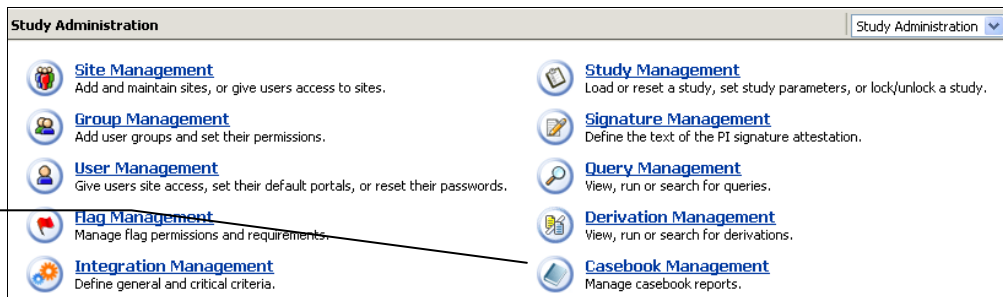 Study Administration
Study Administration
Site Management
Add and maintain sites, or give users access to sites.
Group Management
Add user groups and set their permissions.
User Management
Give users site access, set their default portals, or reset their passwords.
Flag Management
Manage flag permissions and requirements.
Integration Management
Define general and critical criteria.
Study Management
Load or reset a study, set study parameters, or lock/unlock a study.
Signature Management
Define the text of the PI signature attestation.
Query Management
View, run or search for queries.
Derivation Management
View, run or search for derivations.
Casebook Management
Manage casebook reports.